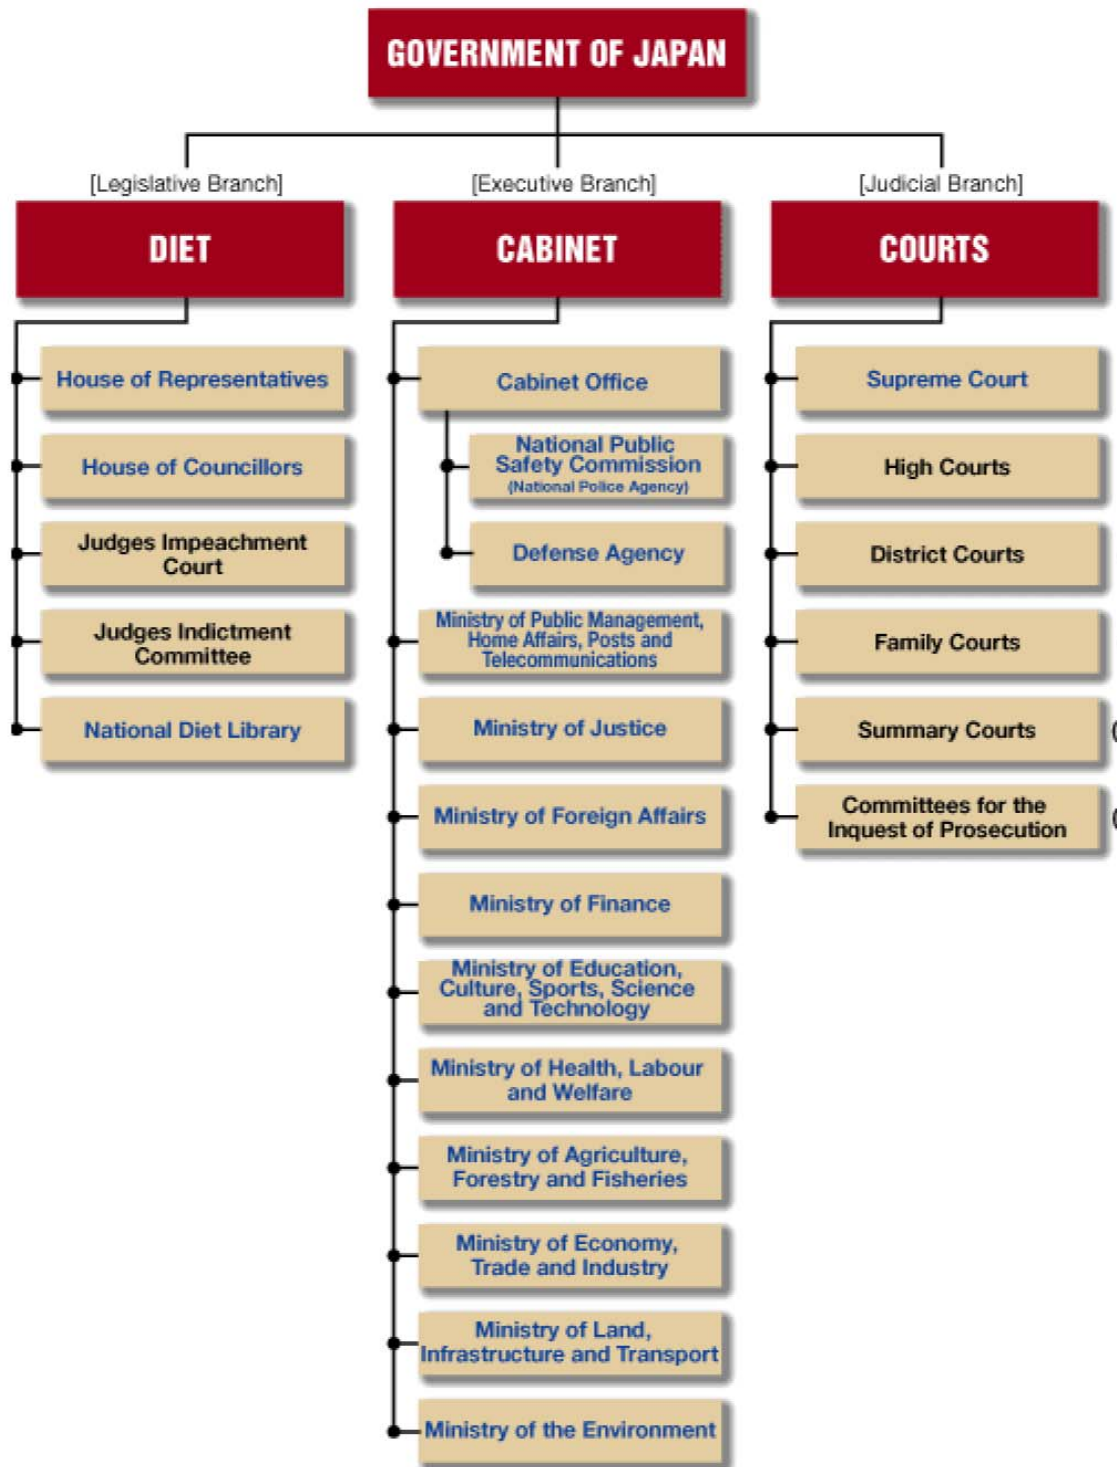 GOVERNMENT OF JAPAN
[Legislative Branch]
DIET
House of Representatives
House of Councillors
Judges Impeachment
Court
Judges Indictment
Committee
National Diet Library
[Executive Branch]
CABINET
Cabinet Office
National Public
Safety Commission
(National Police Agency)
Defense Agency
Ministry of Public Management,
Home Affairs, Posts and
Telecommunications
Ministry of Justice
Ministry of Foreign Affairs
Ministry of Finance
Ministry of Education,
Culture, Sports, Science
and Technology
Ministry of Health, Labour
and Welfare
Ministry of Agriculture,
Forestry and Fisheries
Ministry of Economy,
Trade and Industry
Ministry of Land,
Infrastructure and Transport
Ministry of the Environment
[Judicial Branch]
COURTS
Supreme Court
High Courts
District Courts
Family Courts
Summary Courts (
Committees for the
Inquest of Prosecution (